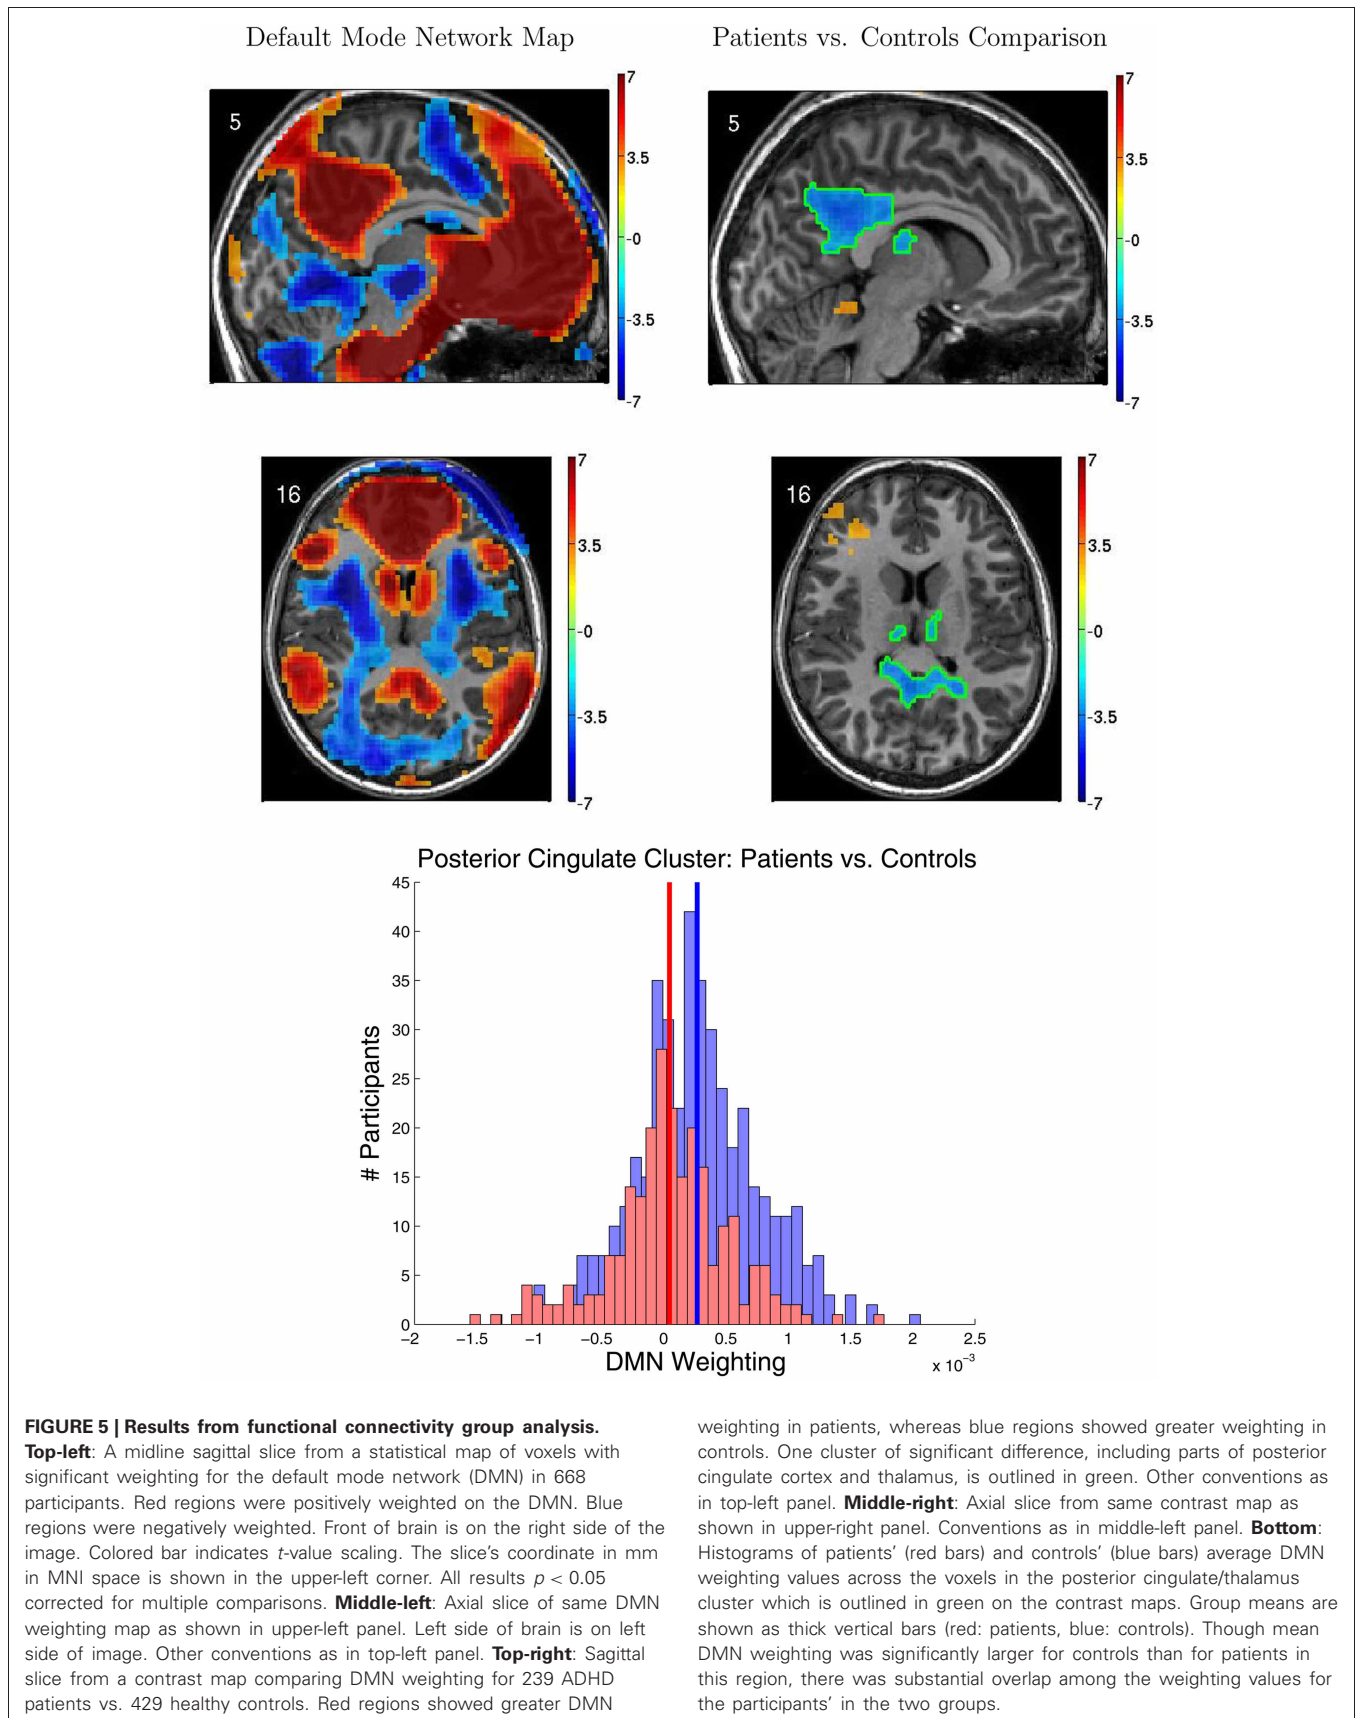 Default Mode Network Map
Patients vs. Controls Comparison
5
7
3.5
-0
-3.5
-7
5
7
3.5
-0
-3.5
-7
16
7
3.5
-0
-3.5
-7
16
7
3.5
-0
-3.5
-7
Posterior Cingulate Cluster: Patients vs. Controls
# Participants
45
40
35
30
25
20
15
10
5
0
−2 −1.5 −1 −0.5 0 0.5 1 1.5 2 2.5
DMN Weighting
x 10⁻³
FIGURE 5 | Results from functional connectivity group analysis.
Top-left: A midline sagittal slice from a statistical map of voxels with
significant weighting for the default mode network (DMN) in 668
participants. Red regions were positively weighted on the DMN. Blue
regions were negatively weighted. Front of brain is on the right side of the
image. Colored bar indicates t-value scaling. The slice's coordinate in mm
in MNI space is shown in the upper-left corner. All results p < 0.05
corrected for multiple comparisons. Middle-left: Axial slice of same DMN
weighting map as shown in upper-left panel. Left side of brain is on left
side of image. Other conventions as in top-left panel. Top-right: Sagittal
slice from a contrast map comparing DMN weighting for 239 ADHD
patients vs. 429 healthy controls. Red regions showed greater DMN
weighting in patients, whereas blue regions showed greater weighting in
controls. One cluster of significant difference, including parts of posterior
cingulate cortex and thalamus, is outlined in green. Other conventions as
in top-left panel. Middle-right: Axial slice from same contrast map as
shown in upper-right panel. Conventions as in middle-left panel. Bottom:
Histograms of patients' (red bars) and controls' (blue bars) average DMN
weighting values across the voxels in the posterior cingulate/thalamus
cluster which is outlined in green on the contrast maps. Group means are
shown as thick vertical bars (red: patients, blue: controls). Though mean
DMN weighting was significantly larger for controls than for patients in
this region, there was substantial overlap among the weighting values for
the participants' in the two groups.